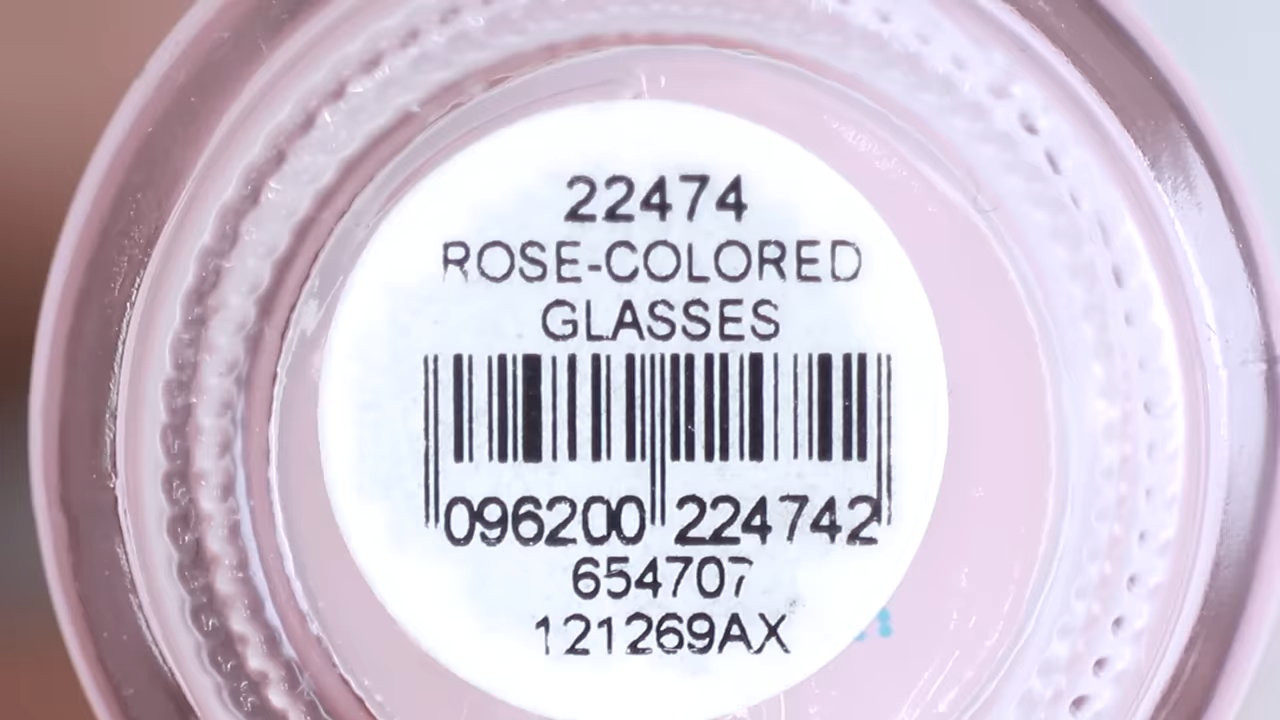 22474
ROSE-COLORED
GLASSES
096200 224742
654707
121269AX